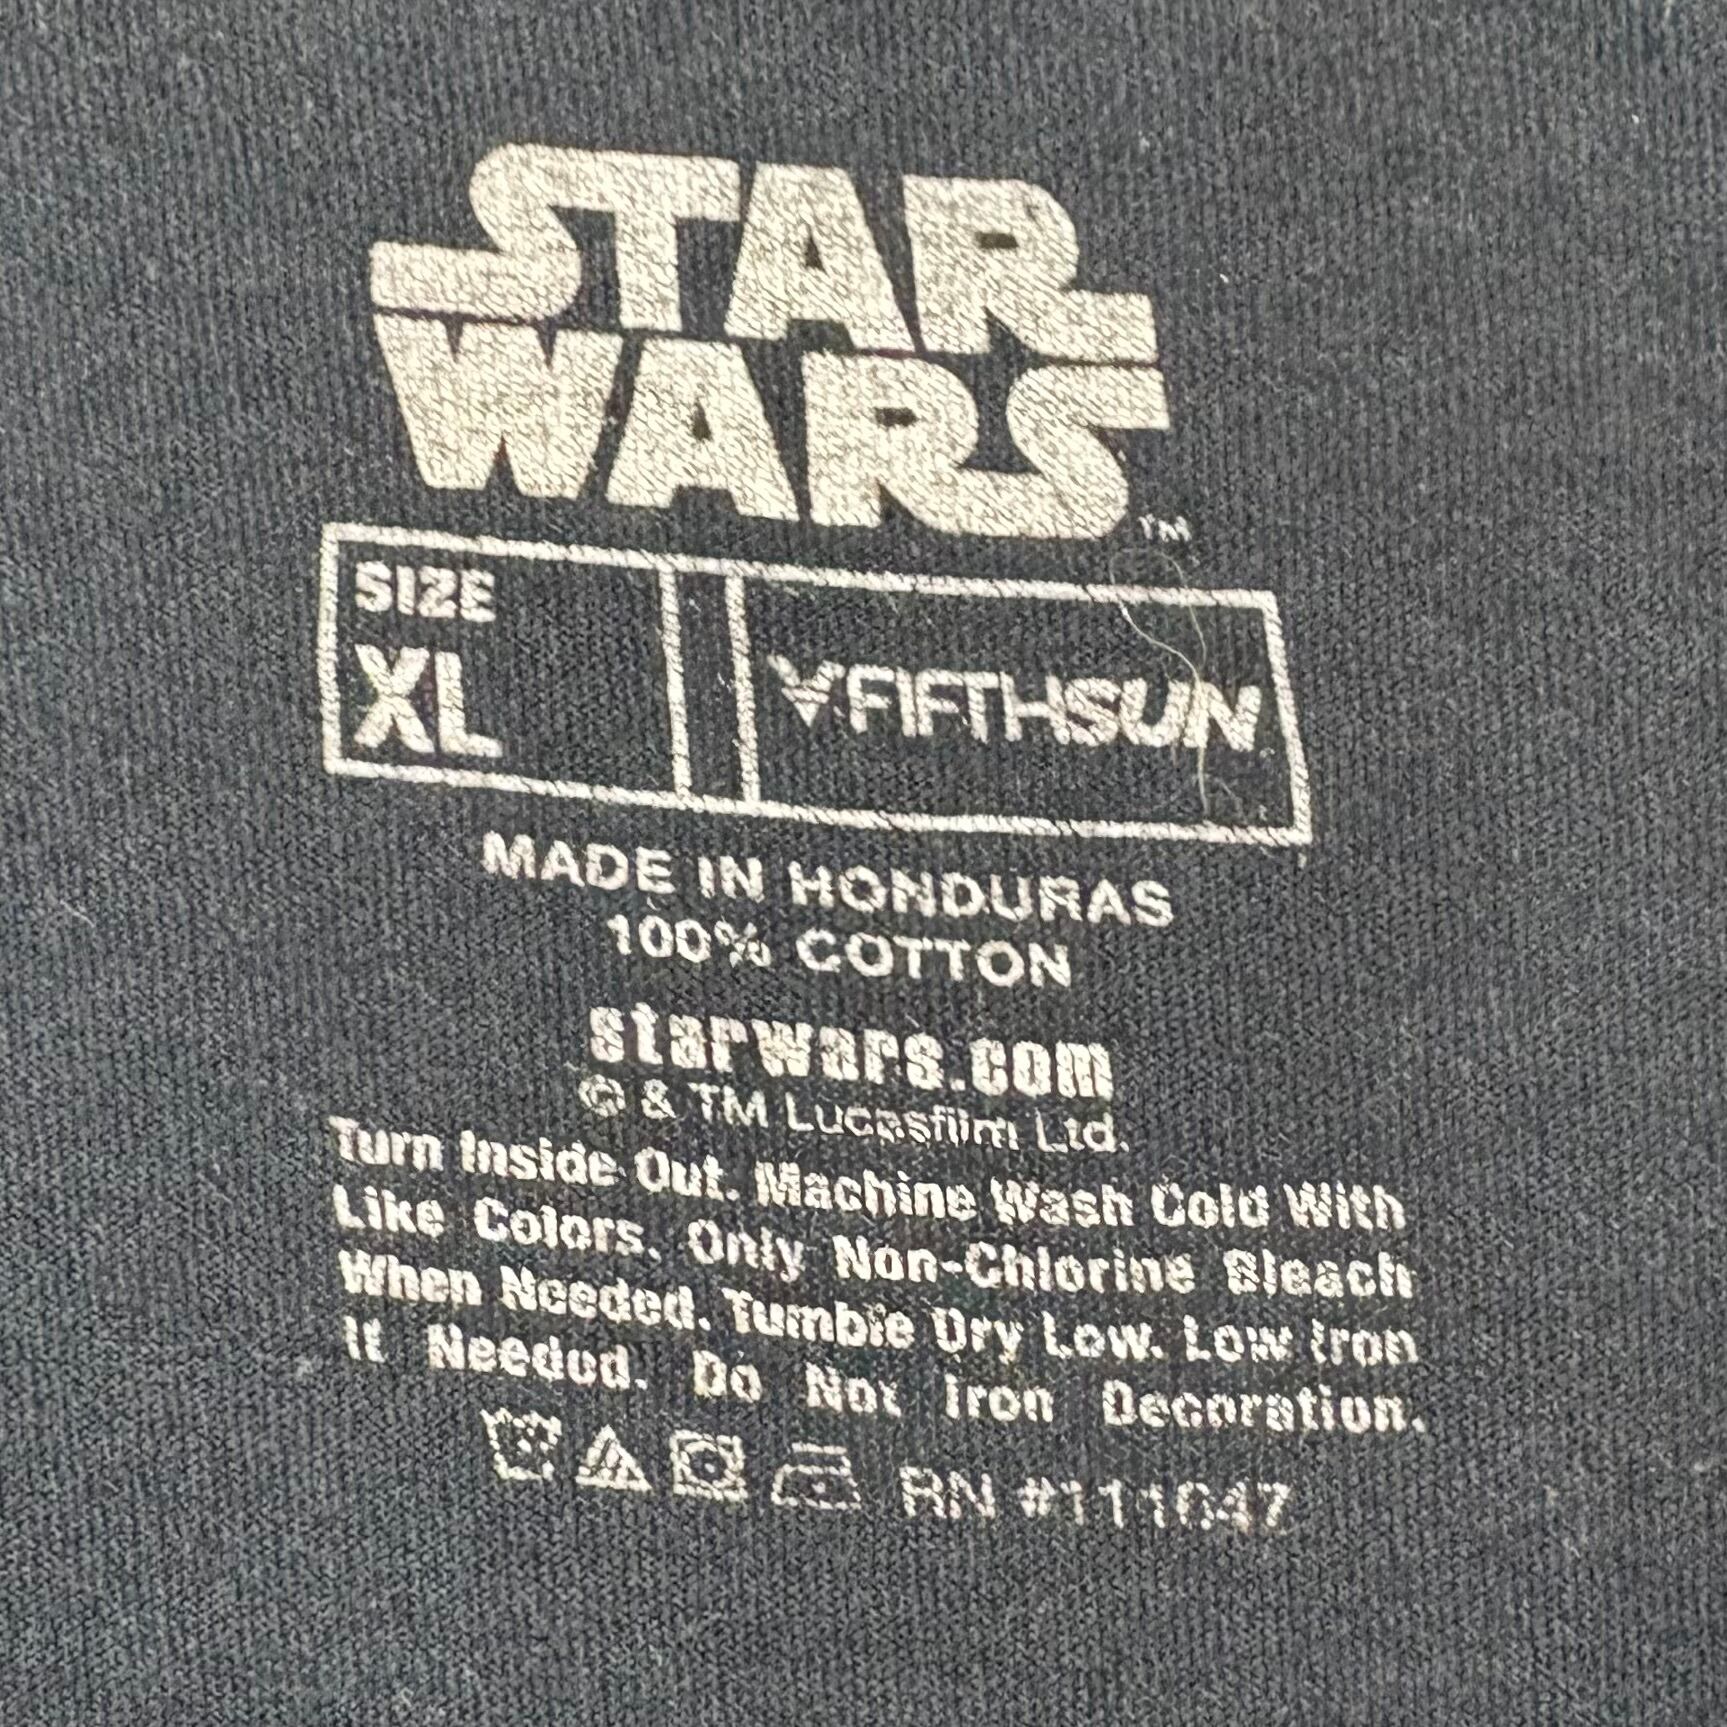 STAR
WARS
™
SIZE
XL
FIFTHSUN
MADE IN HONDURAS
100% COTTON
starwars.com
© & TM Lucasfilm Ltd.
Turn Inside Out. Machine Wash Cold With
Like Colors. Only Non-Chlorine Bleach
When Needed. Tumble Dry Low. Low Iron
If Needed. Do Not Iron Decoration.
RN #111647